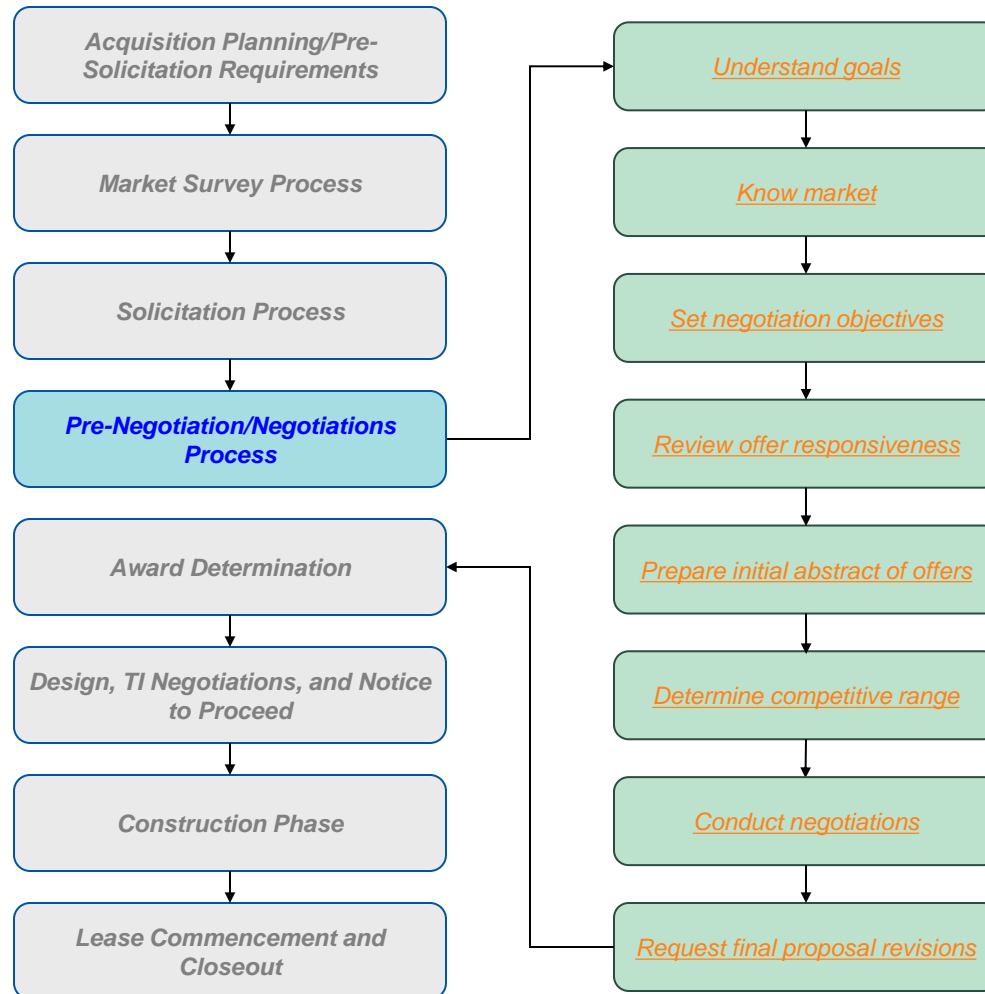 Acquisition Planning/Pre-
Solicitation Requirements
Market Survey Process
Solicitation Process
Pre-Negotiation/Negotiations
Process
Award Determination
Design, TI Negotiations, and Notice
to Proceed
Construction Phase
Lease Commencement and
Closeout
Understand goals
Know market
Set negotiation objectives
Review offer responsiveness
Prepare initial abstract of offers
Determine competitive range
Conduct negotiations
Request final proposal revisions